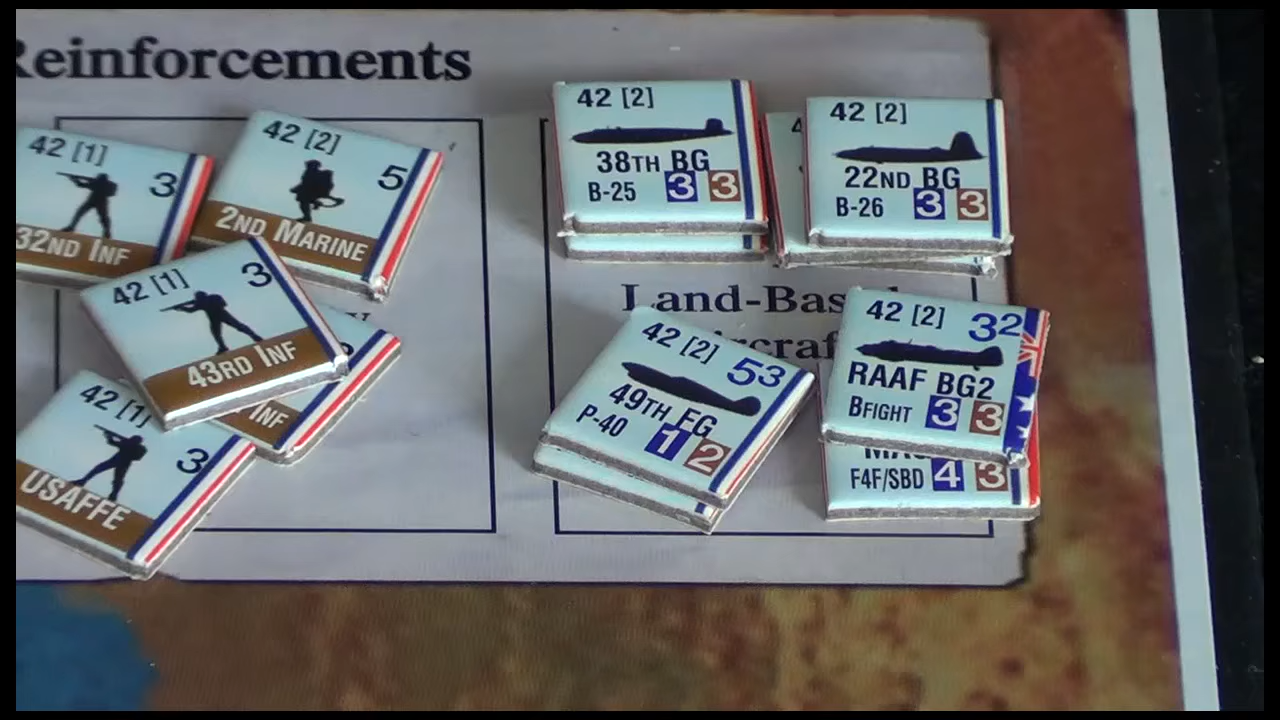 Reinforcements
42 [1]
3
32ND INF
42 [2]
5
2ND MARINE
42 [1]
3
43RD INF
INF
42 [1]
3
USAFFE
42 [2]
38TH BG
B-25 3 3
42 [2]
22ND BG
B-26 3 3
Land-Bas
42 [2]
53
49TH FG
P-40 1 2
42 [2]
32
RAAF BG2
BFIGHT 3 3
F4F/SBD 4 3